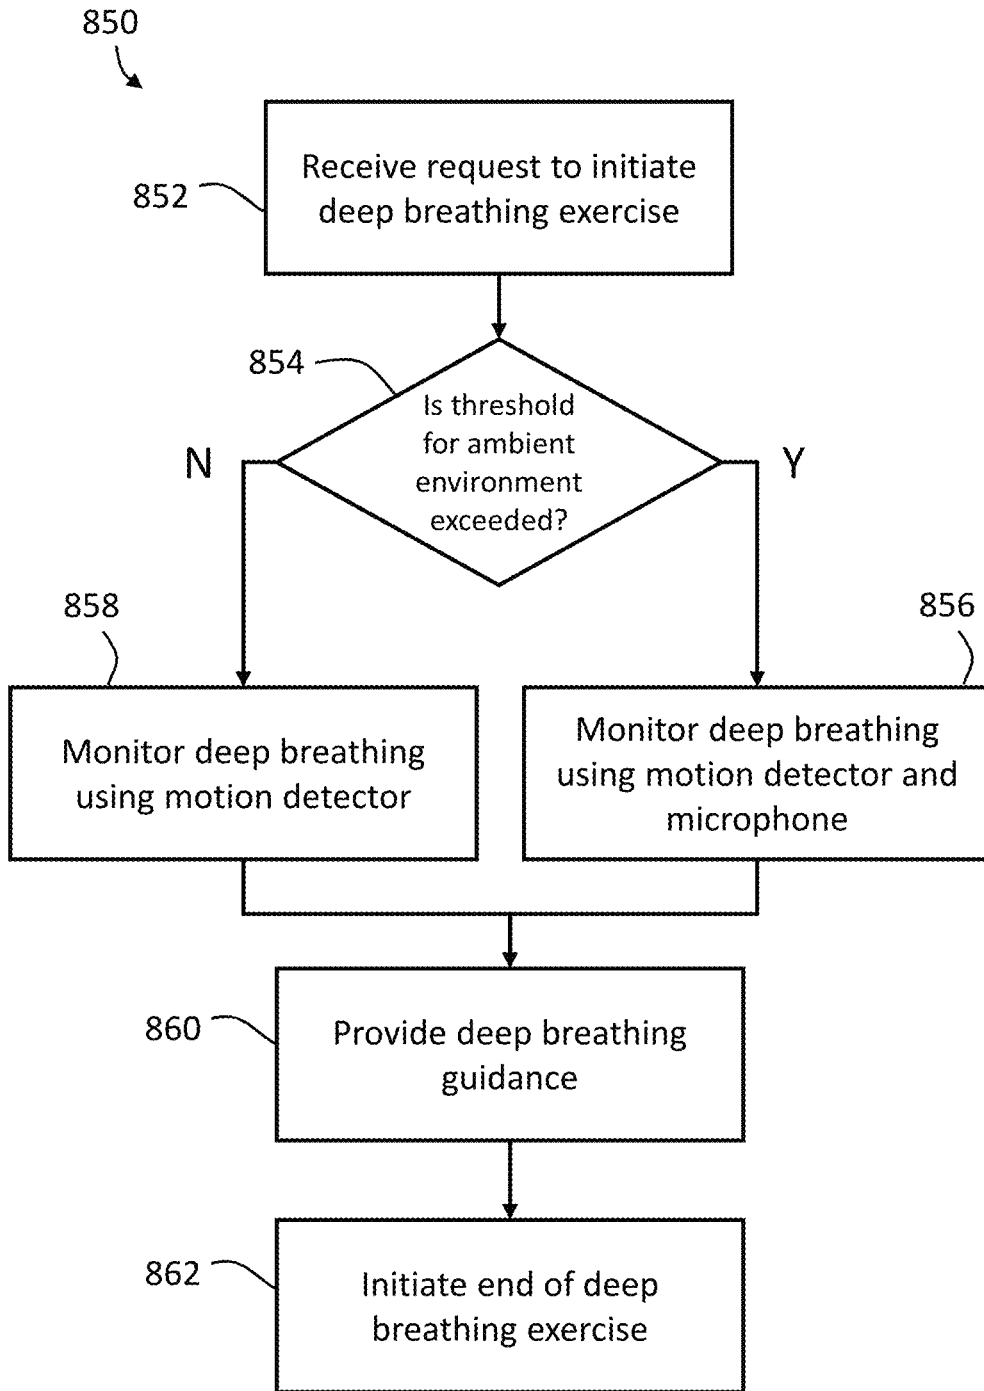 850
852
Receive request to initiate
deep breathing exercise
854
Is threshold
for ambient
environment
exceeded?
N
Y
858
856
Monitor deep breathing
using motion detector
Monitor deep breathing
using motion detector and
microphone
860
Provide deep breathing
guidance
862
Initiate end of deep
breathing exercise